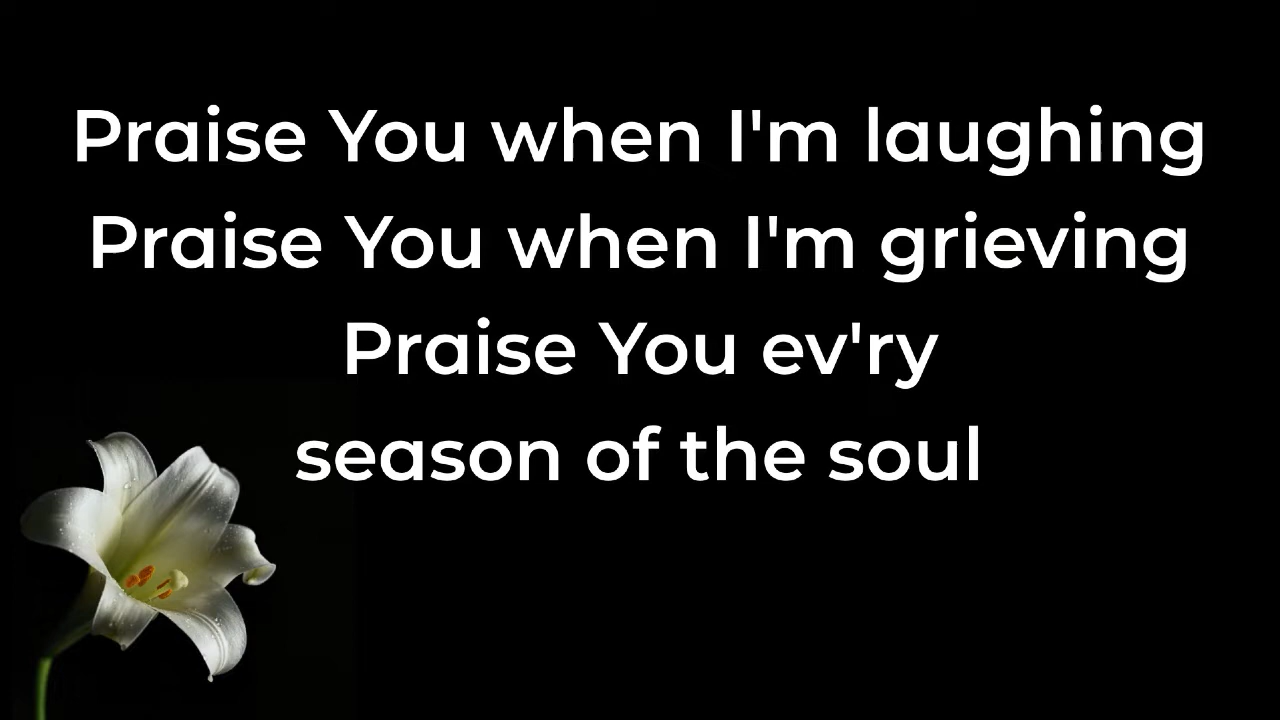 Praise You when I'm laughing
Praise You when I'm grieving
Praise You ev'ry
season of the soul